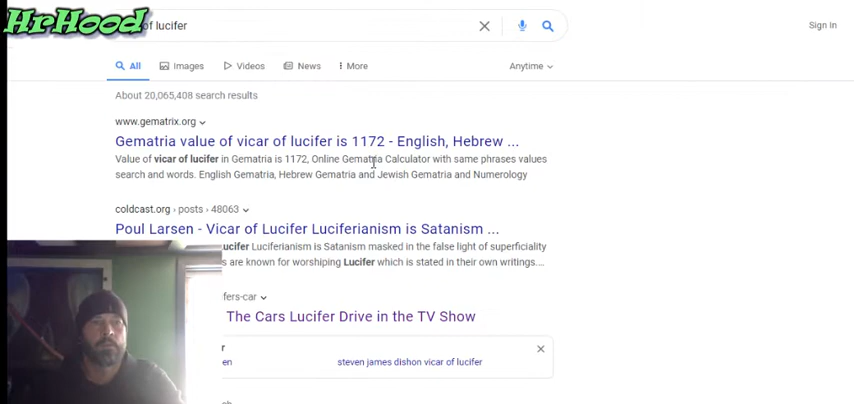 HrHood
of lucifer
Sign In
All
Images
Videos
News
More
Anytime
About 20,065,408 search results
www.gematrix.org
Gematria value of vicar of lucifer is 1172 - English, Hebrew ...
Value of vicar of lucifer in Gematria is 1172, Online Gematria Calculator with same phrases values
search and words. English Gematria, Hebrew Gematria and Jewish Gematria and Numerology
coldcast.org › posts › 48063
Poul Larsen - Vicar of Lucifer Luciferianism is Satanism ...
ucifer Luciferianism is Satanism masked in the false light of superficiality
s are known for worshiping Lucifer which is stated in their own writings....
fers-car
The Cars Lucifer Drive in the TV Show
r
en
steven james dishon vicar of lucifer